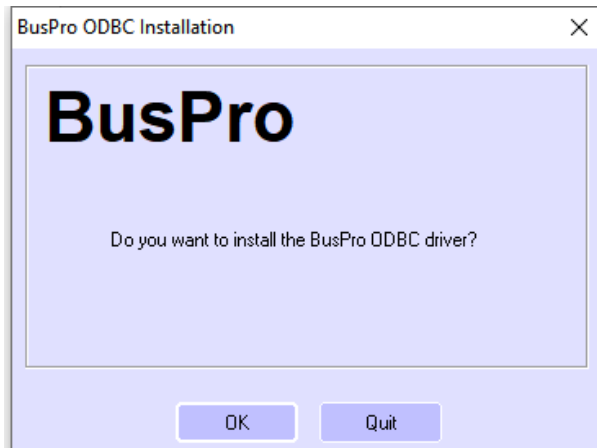 BusPro ODBC Installation
BusPro
Do you want to install the BusPro ODBC driver?
OK
Quit